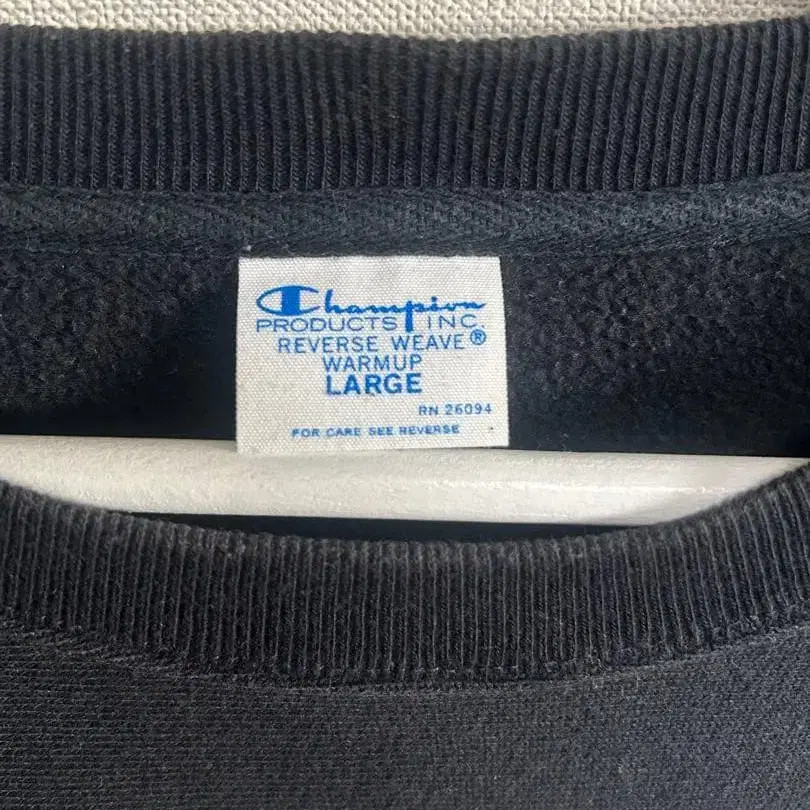 Champion
PRODUCTS INC.
REVERSE WEAVE®
WARMUP
LARGE
RN 26094
FOR CARE SEE REVERSE